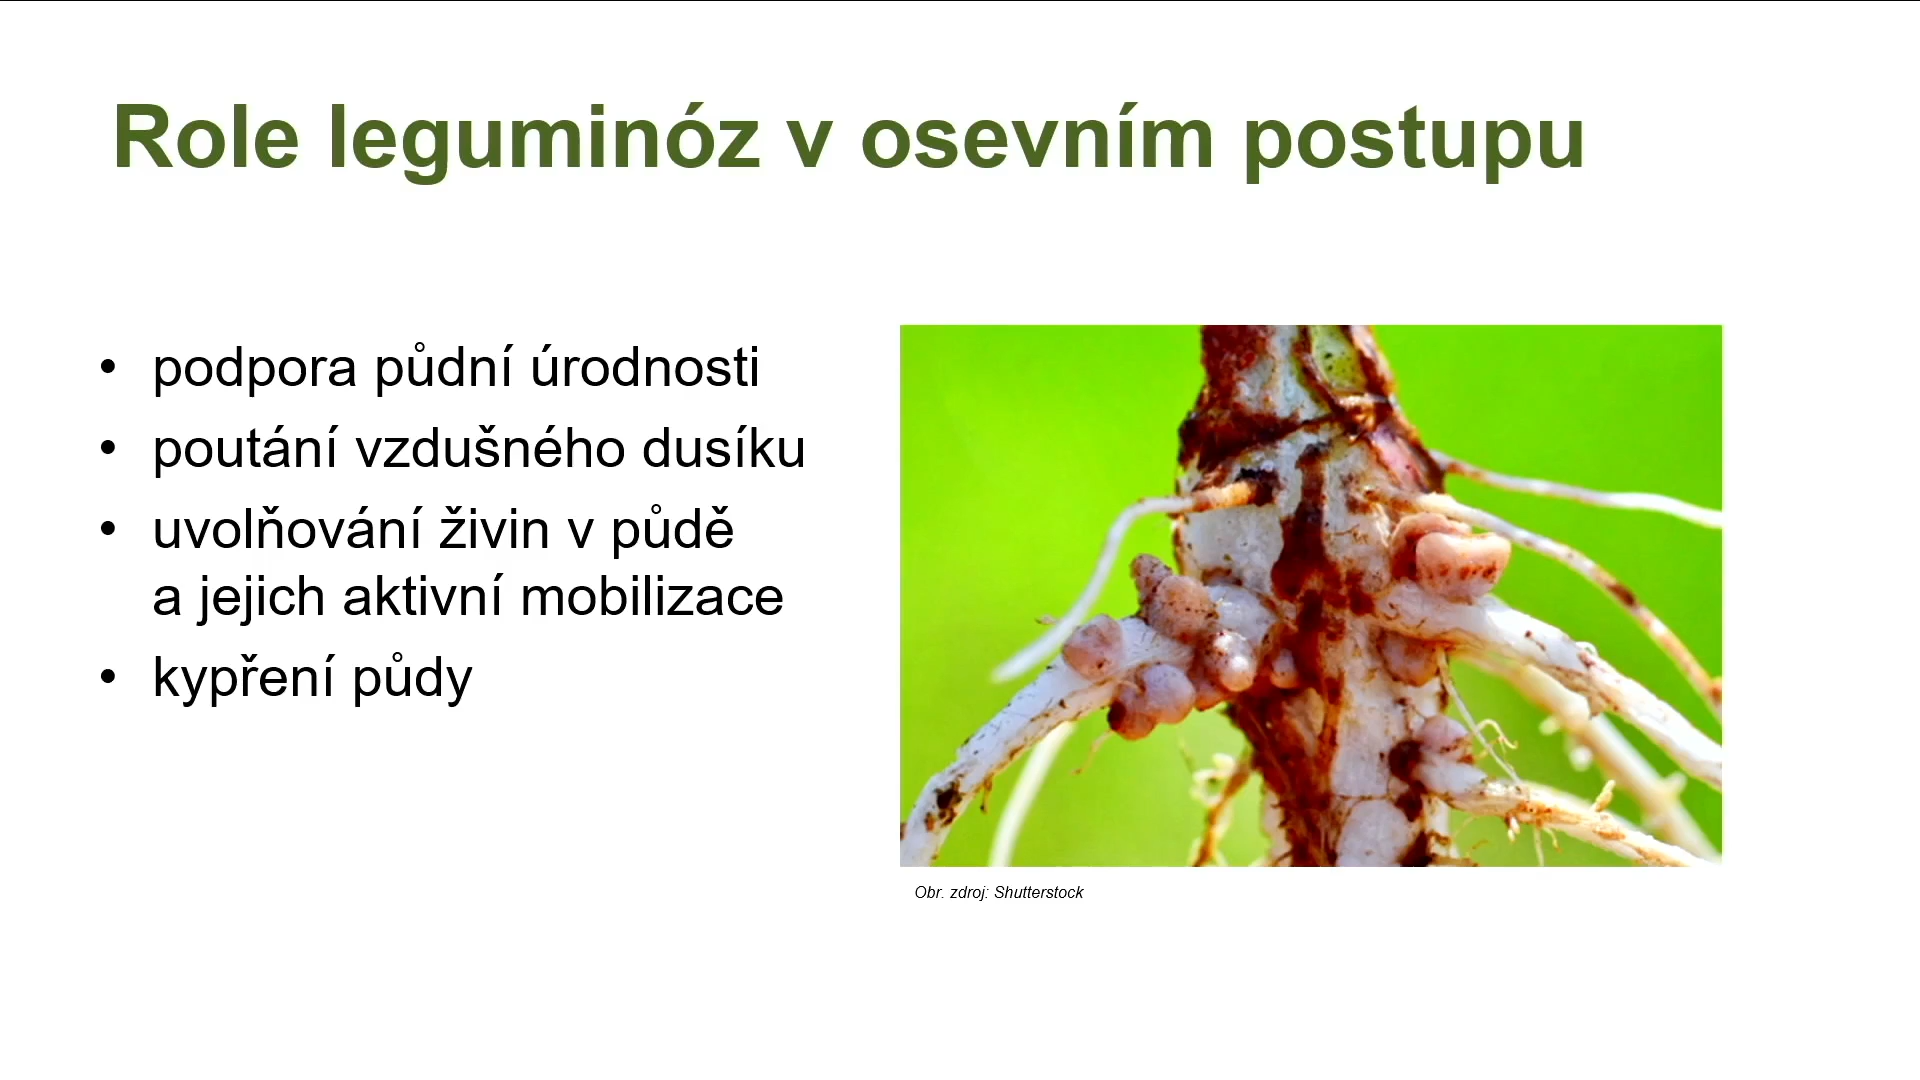 Role leguminóz v osevním postupu
• podpora půdní úrodnosti
• poutání vzdušného dusíku
• uvolňování živin v půdě
a jejich aktivní mobilizace
• kypření půdy
Obr. zdroj: Shutterstock